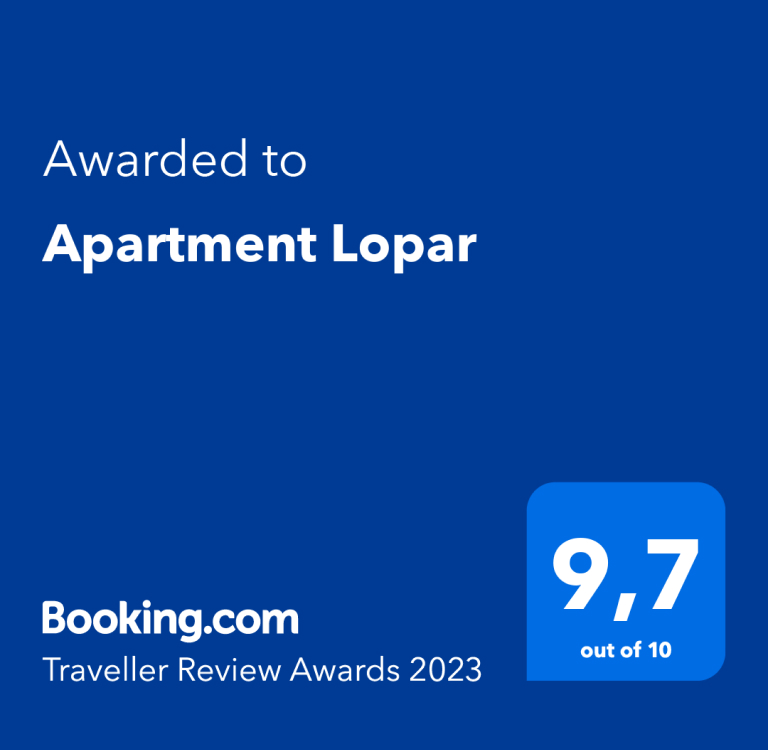 Awarded to
Apartment Lopar
9,7
out of 10
Booking.com
Traveller Review Awards 2023